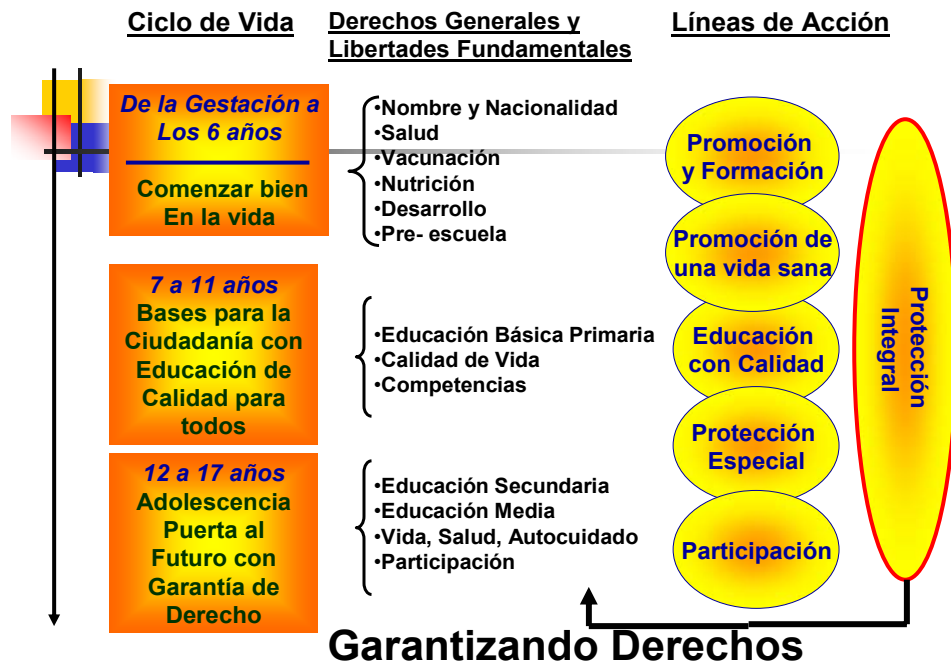 Ciclo de Vida
Derechos Generales y
Libertades Fundamentales
Líneas de Acción
De la Gestación a
Los 6 años
Comenzar bien
En la vida
•Nombre y Nacionalidad
•Salud
•Vacunación
•Nutrición
•Desarrollo
•Pre- escuela
7 a 11 años
Bases para la
Ciudadanía con
Educación de
Calidad para
todos
•Educación Básica Primaria
•Calidad de Vida
•Competencias
12 a 17 años
Adolescencia
Puerta al
Futuro con
Garantía de
Derecho
•Educación Secundaria
•Educación Media
•Vida, Salud, Autocuidado
•Participación
Promoción
y Formación
Promoción de
una vida sana
Educación
con Calidad
Protección
Especial
Participación
Protección
Integral
Garantizando Derechos